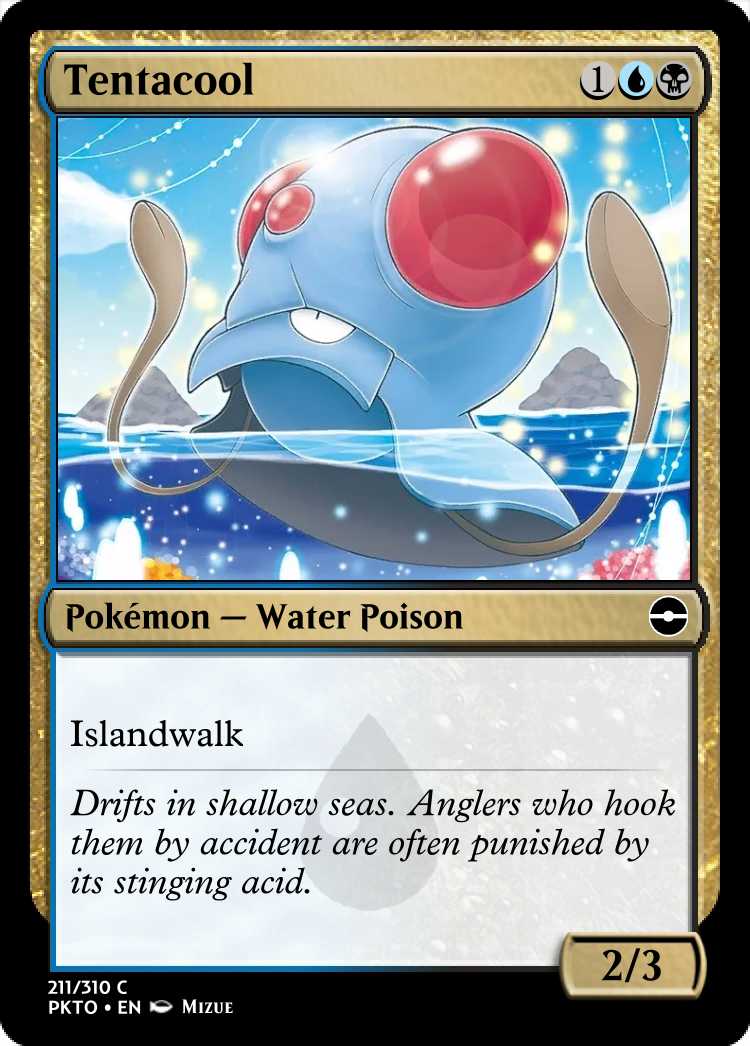 Tentacool 1
Pokémon — Water Poison
Islandwalk
Drifts in shallow seas. Anglers who hook
them by accident are often punished by
its stinging acid.
2/3
211/310 C
PKTO • EN Mizue